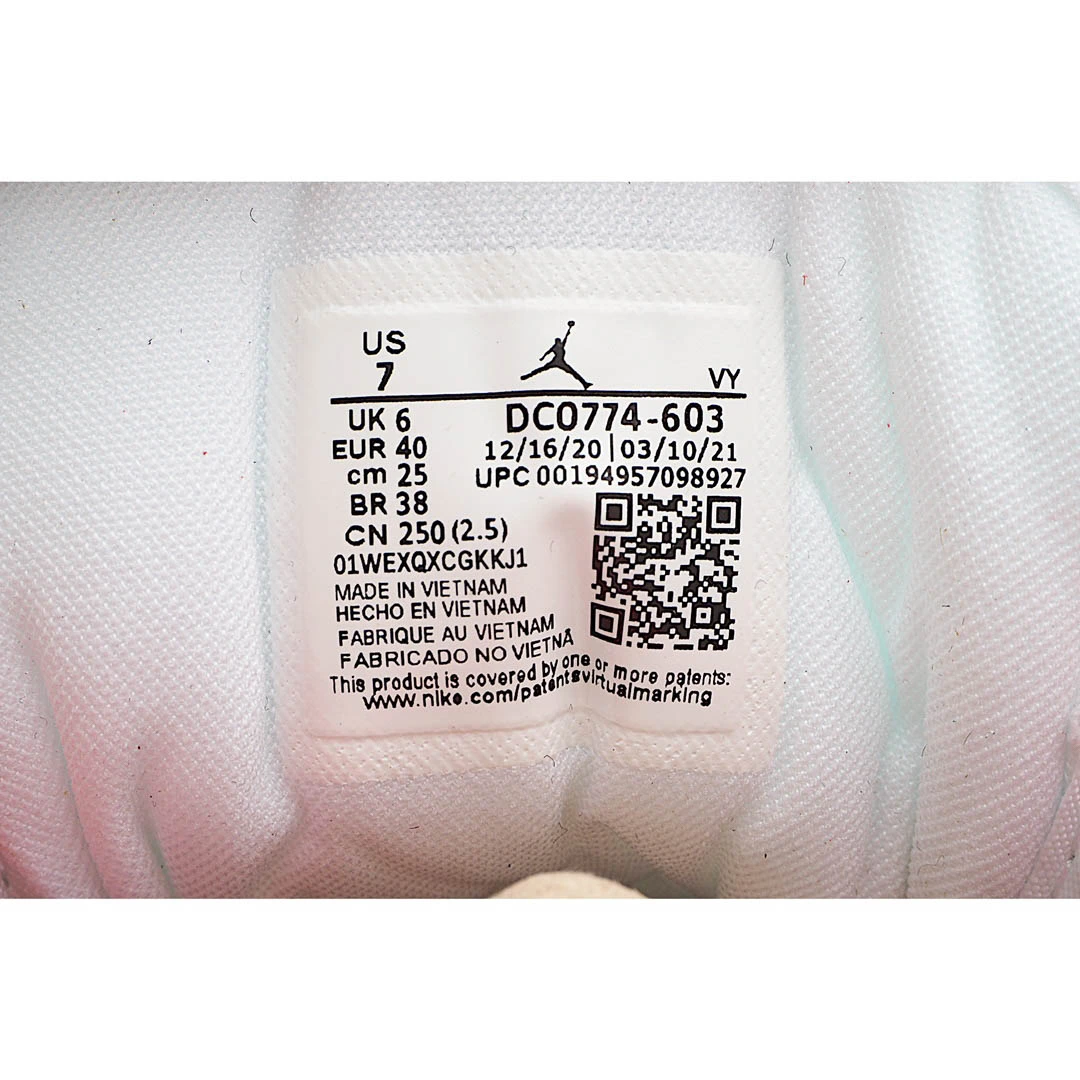 US
7
VY
UK 6
EUR 40
cm 25
BR 38
CN 250 (2.5)
DC0774-603
12/16/20|03/10/21
UPC 00194957098927
01WEXQXCGKKJ1
MADE IN VIETNAM
HECHO EN VIETNAM
FABRIQUE AU VIETNAM
FABRICADO NO VIETNÃ
This product is covered by one or more patents:
www.nike.com/patentsvirtualmarking